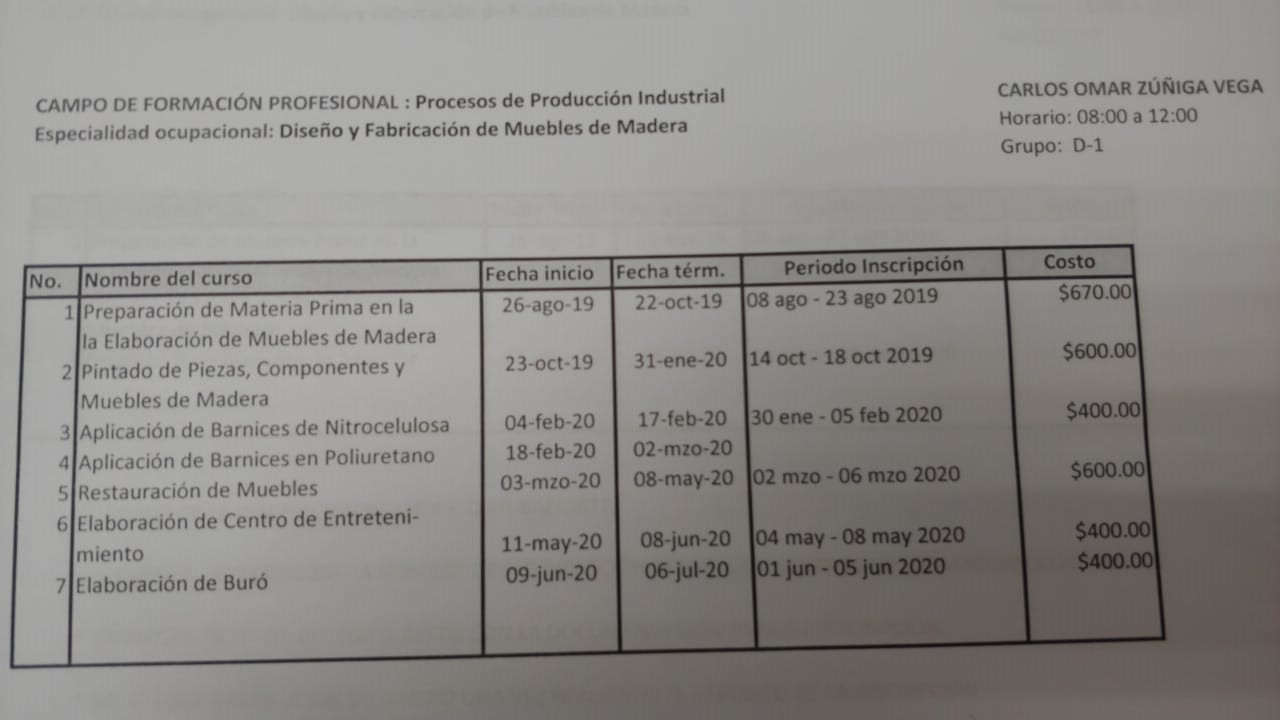 CAMPO DE FORMACIÓN PROFESIONAL : Procesos de Producción Industrial
Especialidad ocupacional: Diseño y Fabricación de Muebles de Madera
CARLOS OMAR ZÚÑIGA VEGA
Horario: 08:00 a 12:00
Grupo: D-1
No. Nombre del curso Fecha inicio Fecha térm. Periodo Inscripción Costo
1 Preparación de Materia Prima en la 26-ago-19 22-oct-19 08 ago - 23 ago 2019 $670.00
la Elaboración de Muebles de Madera
2 Pintado de Piezas, Componentes y 23-oct-19 31-ene-20 14 oct - 18 oct 2019 $600.00
Muebles de Madera
3 Aplicación de Barnices de Nitrocelulosa 04-feb-20 17-feb-20 30 ene - 05 feb 2020 $400.00
4 Aplicación de Barnices en Poliuretano 18-feb-20 02-mzo-20
5 Restauración de Muebles 03-mzo-20 08-may-20 02 mzo - 06 mzo 2020 $600.00
6 Elaboración de Centro de Entreteni-
miento 11-may-20 08-jun-20 04 may - 08 may 2020 $400.00
7 Elaboración de Buró 09-jun-20 06-jul-20 01 jun - 05 jun 2020 $400.00